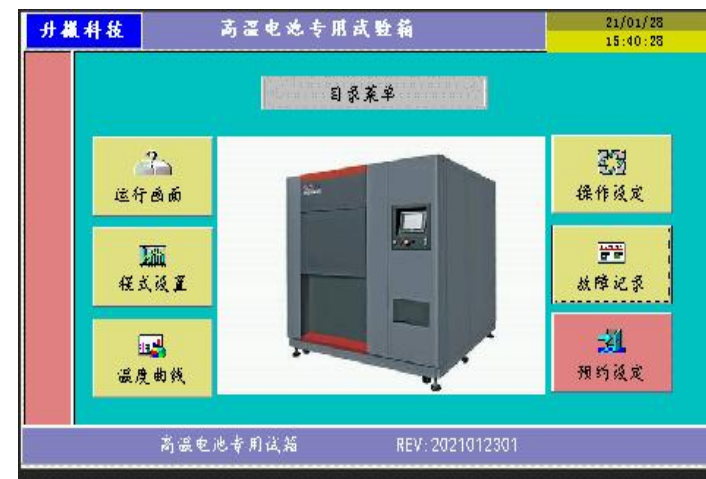 升微科技
高温电池专用试验箱
21/01/28
15:40:28
目录菜单
运行画面
操作设定
程式设置
故障记录
温度曲线
预约设定
高温电池专用试箱
REV:2021012301